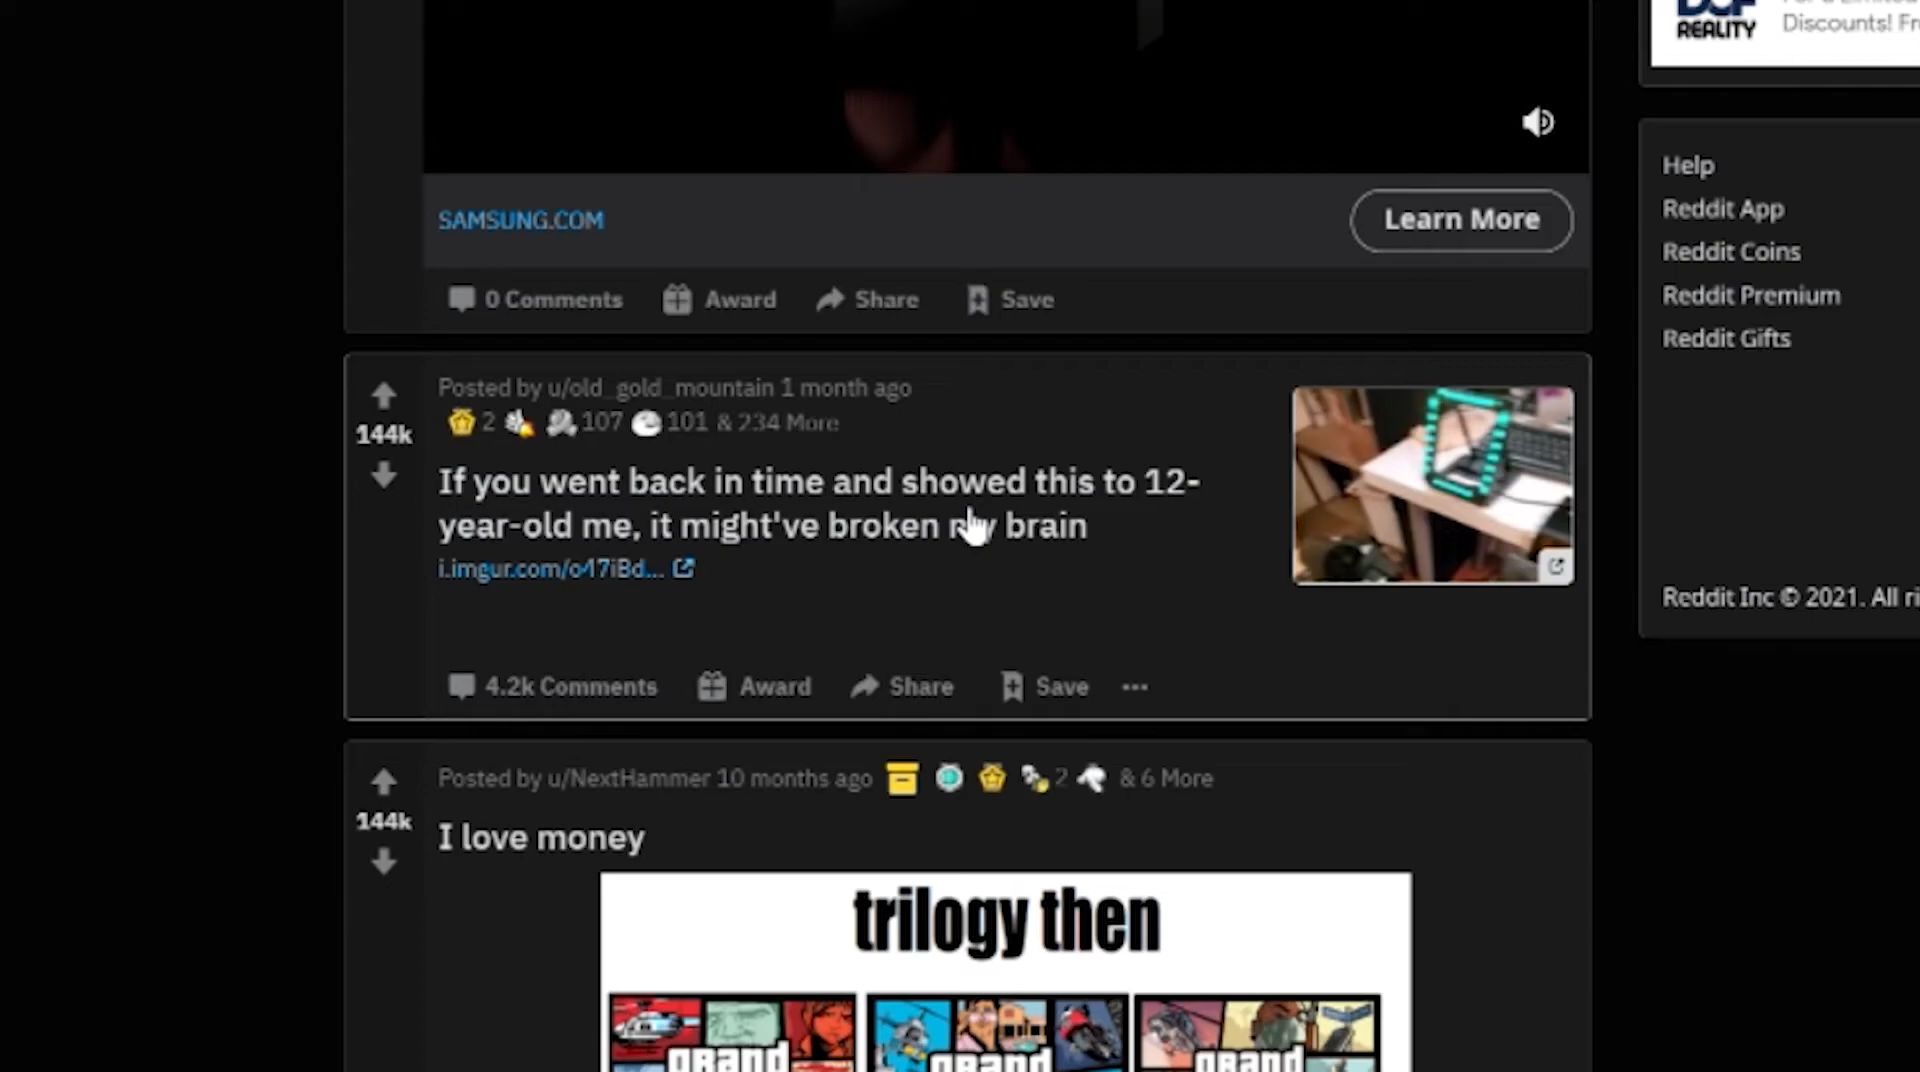 REALITY
Discounts! Fr
SAMSUNG.COM
Learn More
0 Comments
Award
Share
Save
Help
Reddit App
Reddit Coins
Reddit Premium
Reddit Gifts
Reddit Inc © 2021. All ri
144k
Posted by u/old_gold_mountain 1 month ago
2 107 101 & 234 More
If you went back in time and showed this to 12-
year-old me, it might've broken my brain
4.2k Comments
Award
Share
Save
144k
Posted by u/NextHammer 10 months ago 2 & 6 More
I love money
trilogy then
GRAND
GRAND
GRAND